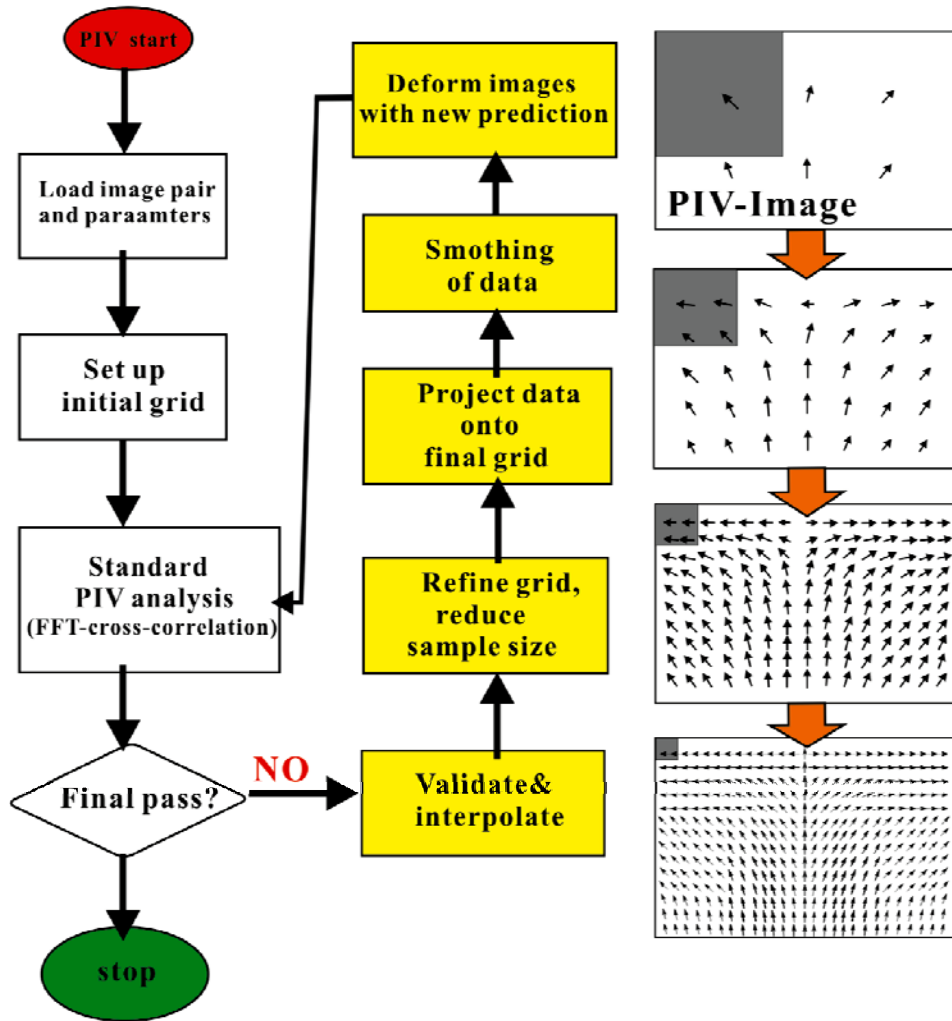 PIV start
Load image pair
and paraamters
Set up
initial grid
Standard
PIV analysis
(FFT-cross-correlation)
Final pass?
NO
stop
Validate&
interpolate
Refine grid,
reduce
sample size
Project data
onto
final grid
Smothing
of data
Deform images
with new prediction
PIV-Image